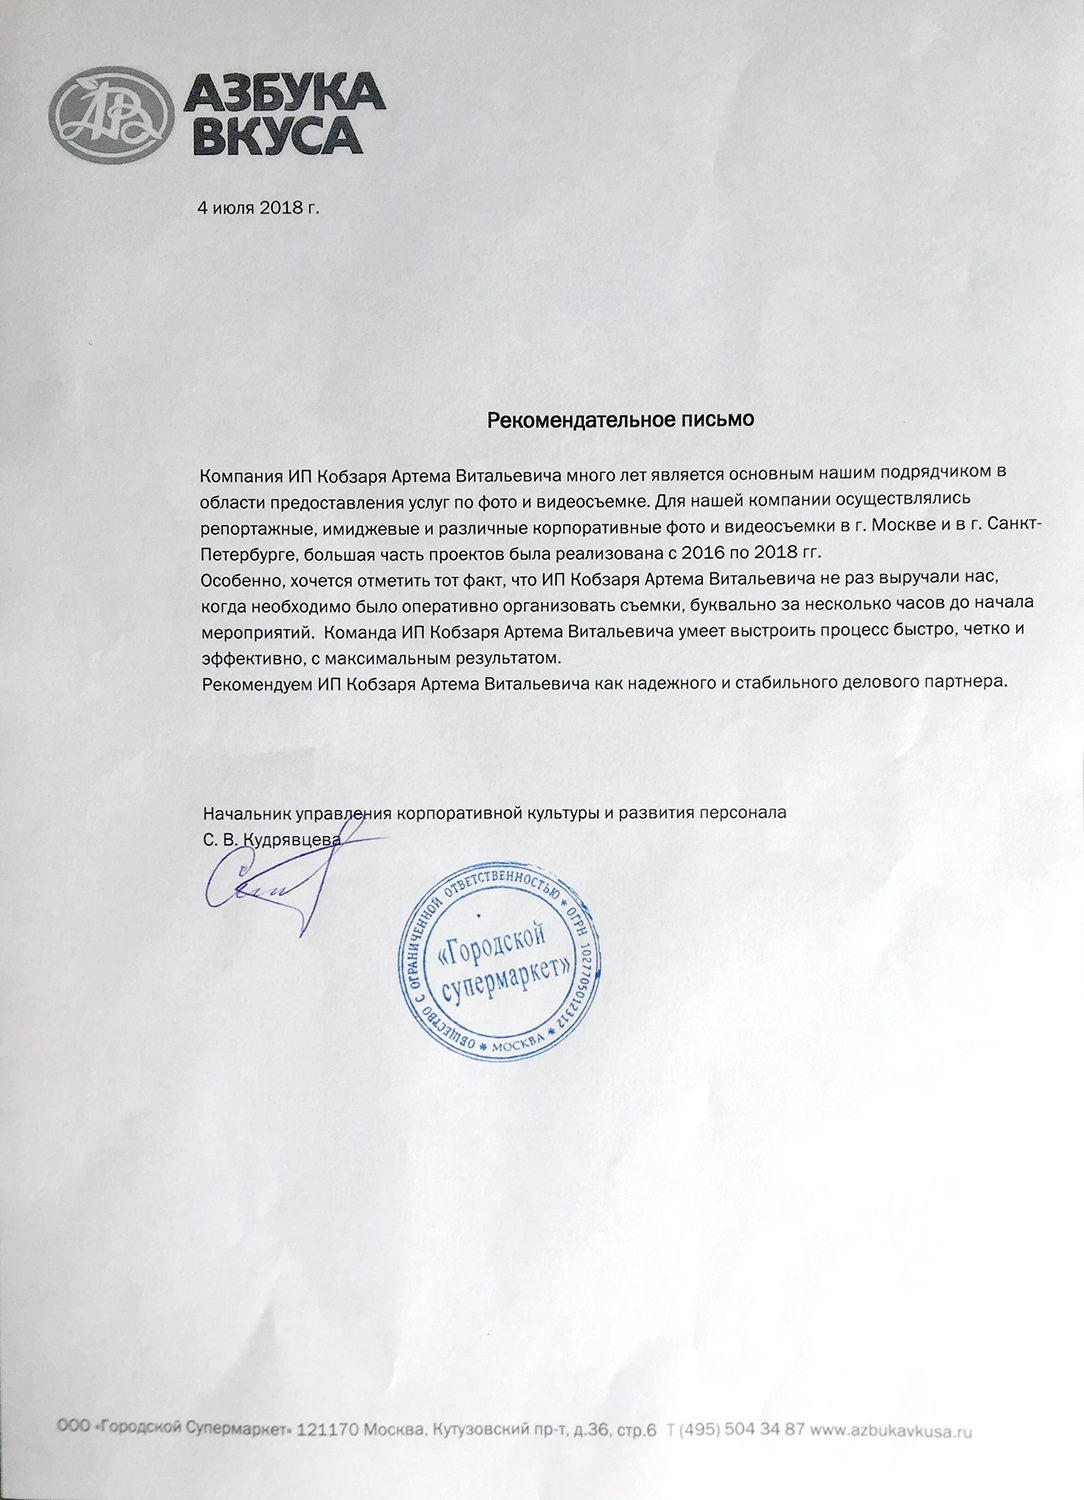 АЗБУКА
ВКУСА
4 июля 2018 г.
Рекомендательное письмо
Компания ИП Кобзаря Артема Витальевича много лет является основным нашим подрядчиком в
области предоставления услуг по фото и видеосъемке. Для нашей компании осуществлялись
репортажные, имиджевые и различные корпоративные фото и видеосъемки в г. Москве и в г. Санкт-
Петербурге, большая часть проектов была реализована с 2016 по 2018 гг.
Особенно, хочется отметить тот факт, что ИП Кобзаря Артема Витальевича не раз выручали нас,
когда необходимо было оперативно организовать съемки, буквально за несколько часов до начала
мероприятий. Команда ИП Кобзаря Артема Витальевича умеет выстроить процесс быстро, четко и
эффективно, с максимальным результатом.
Рекомендуем ИП Кобзаря Артема Витальевича как надежного и стабильного делового партнера.
Начальник управления корпоративной культуры и развития персонала
С. В. Кудрявцева
ОБЩЕСТВО С ОГРАНИЧЕННОЙ ОТВЕТСТВЕННОСТЬЮ * ОГРН 1027705012312 * МОСКВА *
«Городской
супермаркет»
ООО «Городской Супермаркет» 121170 Москва, Кутузовский пр-т, д.36, стр.6 Т (495) 504 34 87 www.azbukavkusa.ru